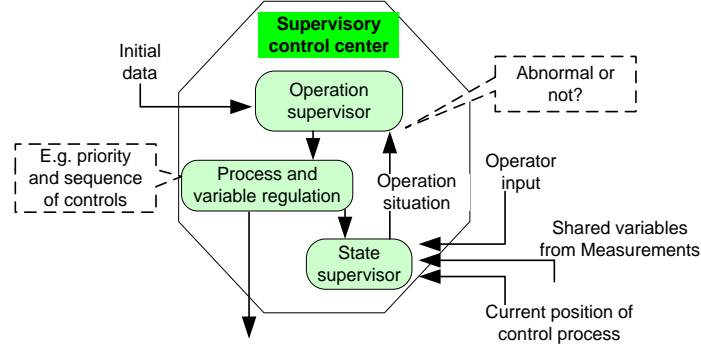 Supervisory
control center
Initial
data
Operation
supervisor
Abnormal or
not?
E.g. priority
and sequence
of controls
Process and
variable regulation
Operation
situation
Operator
input
State
supervisor
Shared variables
from Measurements
Current position of
control process